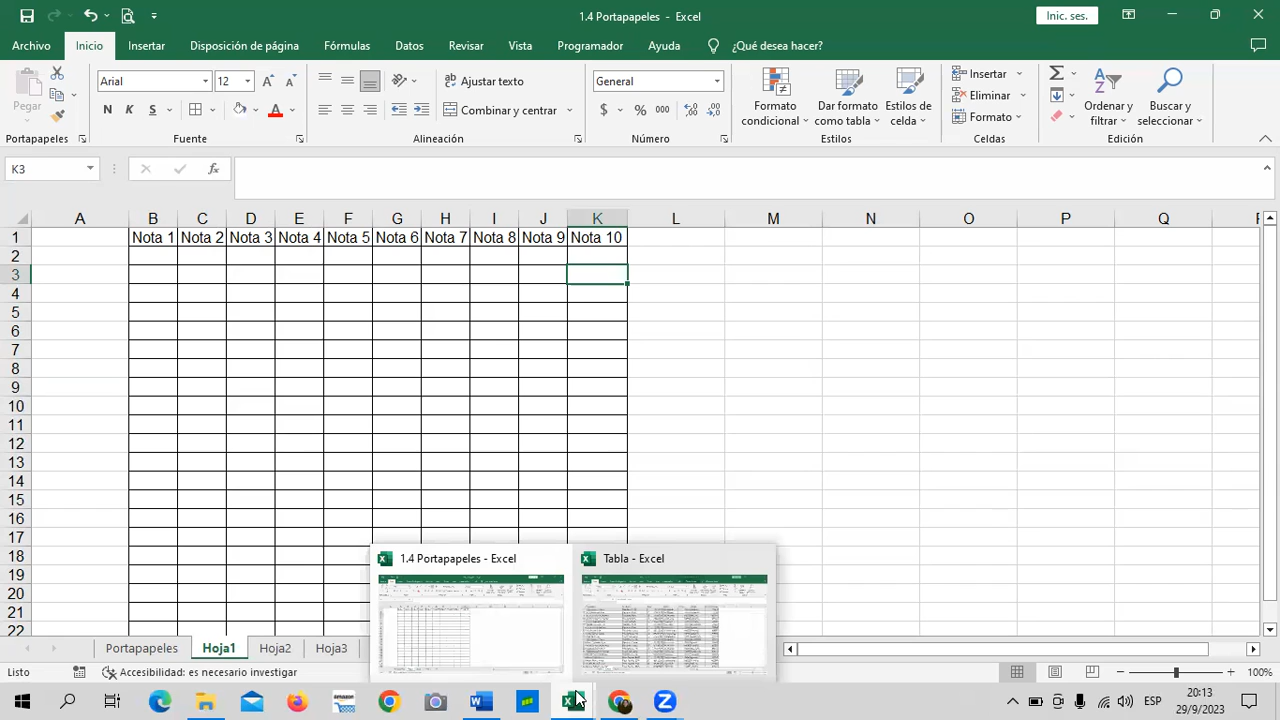 1.4 Portapapeles - Excel
Inic. ses.
Archivo Inicio Insertar Disposición de página Fórmulas Datos Revisar Vista Programador Ayuda ¿Qué desea hacer?
Pegar
Arial 12
N K S
Ajustar texto
Combinar y centrar
General
$ % 000
Formato condicional
Dar formato como tabla
Estilos de celda
Insertar
Eliminar
Formato
Ordenar y filtrar
Buscar y seleccionar
Portapapeles Fuente Alineación Número Estilos Celdas Edición
K3 fx
A B C D E F G H I J K L M N O P Q
1 Nota 1 Nota 2 Nota 3 Nota 4 Nota 5 Nota 6 Nota 7 Nota 8 Nota 9 Nota 10
2
3
4
5
6
7
8
9
10
11
12
13
14
15
16
17
18
19
20
21
22
1.4 Portapapeles - Excel Tabla - Excel
Portapapeles Hoja1 Hoja2 Hoja3
Listo Accesibilidad: es necesario investigar 100%
ESP 20:13
29/9/2023